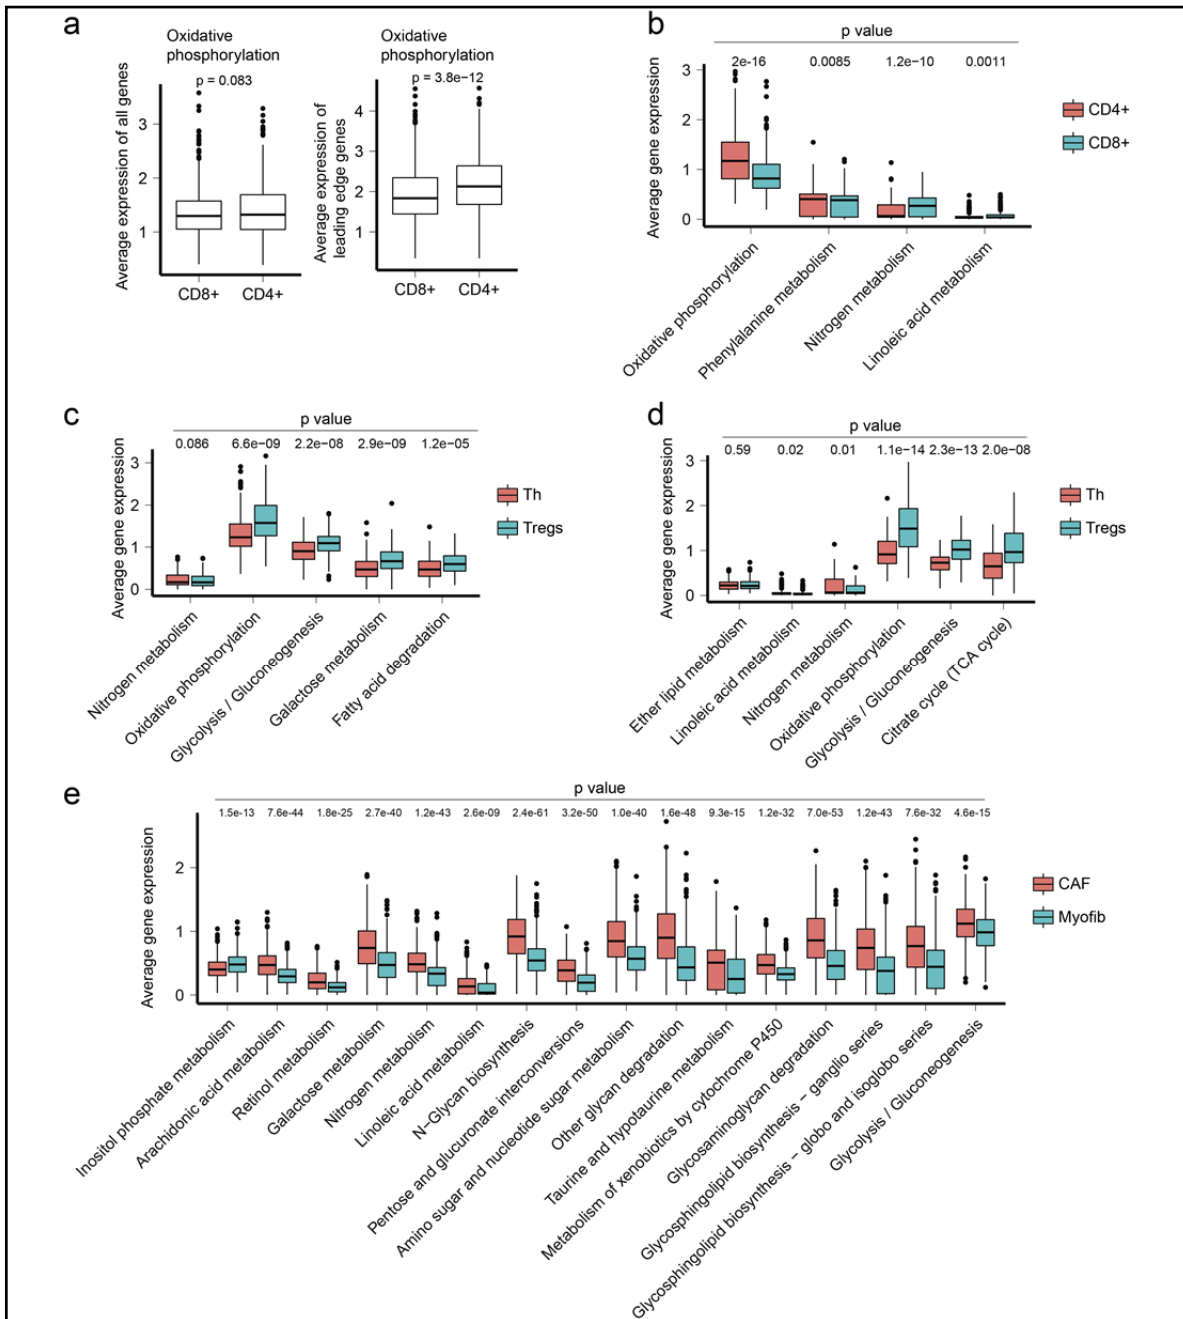 a
Oxidative
phosphorylation
p = 0.083
Average expression of all genes
3
2
1
CD8+ CD4+
Oxidative
phosphorylation
p = 3.8e−12
Average expression of
leading edge genes
4
3
2
1
CD8+ CD4+
b
p value
2e-16 0.0085 1.2e−10 0.0011
Average gene expression
3
2
1
0
Oxidative phosphorylation
Phenylalanine metabolism
Nitrogen metabolism
Linoleic acid metabolism
CD4+
CD8+
c
p value
0.086 6.6e−09 2.2e−08 2.9e−09 1.2e−05
Average gene expression
3
2
1
0
Nitrogen metabolism
Oxidative phosphorylation
Glycolysis / Gluconeogenesis
Galactose metabolism
Fatty acid degradation
Th
Tregs
d
p value
0.59 0.02 0.01 1.1e−14 2.3e−13 2.0e−08
Average gene expression
3
2
1
0
Ether lipid metabolism
Linoleic acid metabolism
Nitrogen metabolism
Oxidative phosphorylation
Glycolysis / Gluconeogenesis
Citrate cycle (TCA cycle)
Th
Tregs
e
p value
1.5e-13 7.6e-44 1.8e-25 2.7e-40 1.2e-43 2.6e-09 2.4e-61 3.2e-50 1.0e-40 1.6e-48 9.3e-15 1.2e-32 7.0e-53 1.2e-43 7.6e-32 4.6e-15
Average gene expression
2
1
0
Inositol phosphate metabolism
Arachidonic acid metabolism
Retinol metabolism
Galactose metabolism
Nitrogen metabolism
Linoleic acid metabolism
N−Glycan biosynthesis
Pentose and glucuronate interconversions
Amino sugar and nucleotide sugar metabolism
Other glycan degradation
Taurine and hypotaurine metabolism
Metabolism of xenobiotics by cytochrome P450
Glycosaminoglycan degradation
Glycosphingolipid biosynthesis − ganglio series
Glycosphingolipid biosynthesis − globo and isoglobo series
Glycolysis / Gluconeogenesis
CAF
Myofib